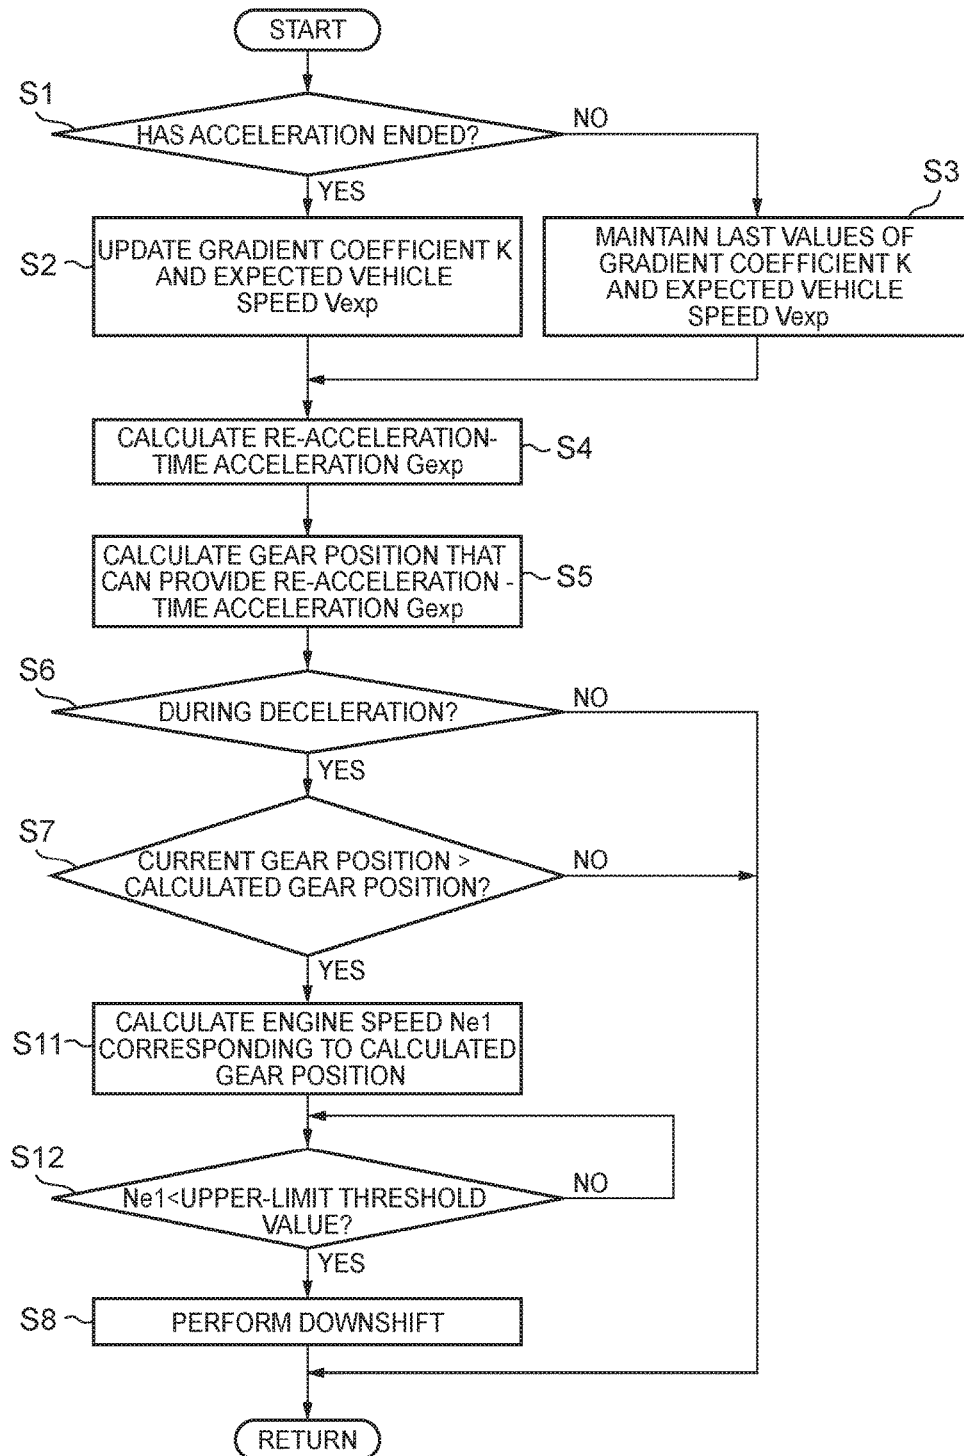 START
S1
HAS ACCELERATION ENDED?
NO
YES
S2
UPDATE GRADIENT COEFFICIENT K
AND EXPECTED VEHICLE
SPEED Vexp
S3
MAINTAIN LAST VALUES OF
GRADIENT COEFFICIENT K
AND EXPECTED VEHICLE
SPEED Vexp
CALCULATE RE-ACCELERATION-
TIME ACCELERATION Gexp
S4
CALCULATE GEAR POSITION THAT
CAN PROVIDE RE-ACCELERATION -
TIME ACCELERATION Gexp
S5
S6
DURING DECELERATION?
NO
YES
S7
CURRENT GEAR POSITION >
CALCULATED GEAR POSITION?
NO
YES
S11
CALCULATE ENGINE SPEED Ne1
CORRESPONDING TO CALCULATED
GEAR POSITION
S12
Ne1<UPPER-LIMIT THRESHOLD
VALUE?
NO
YES
S8
PERFORM DOWNSHIFT
RETURN